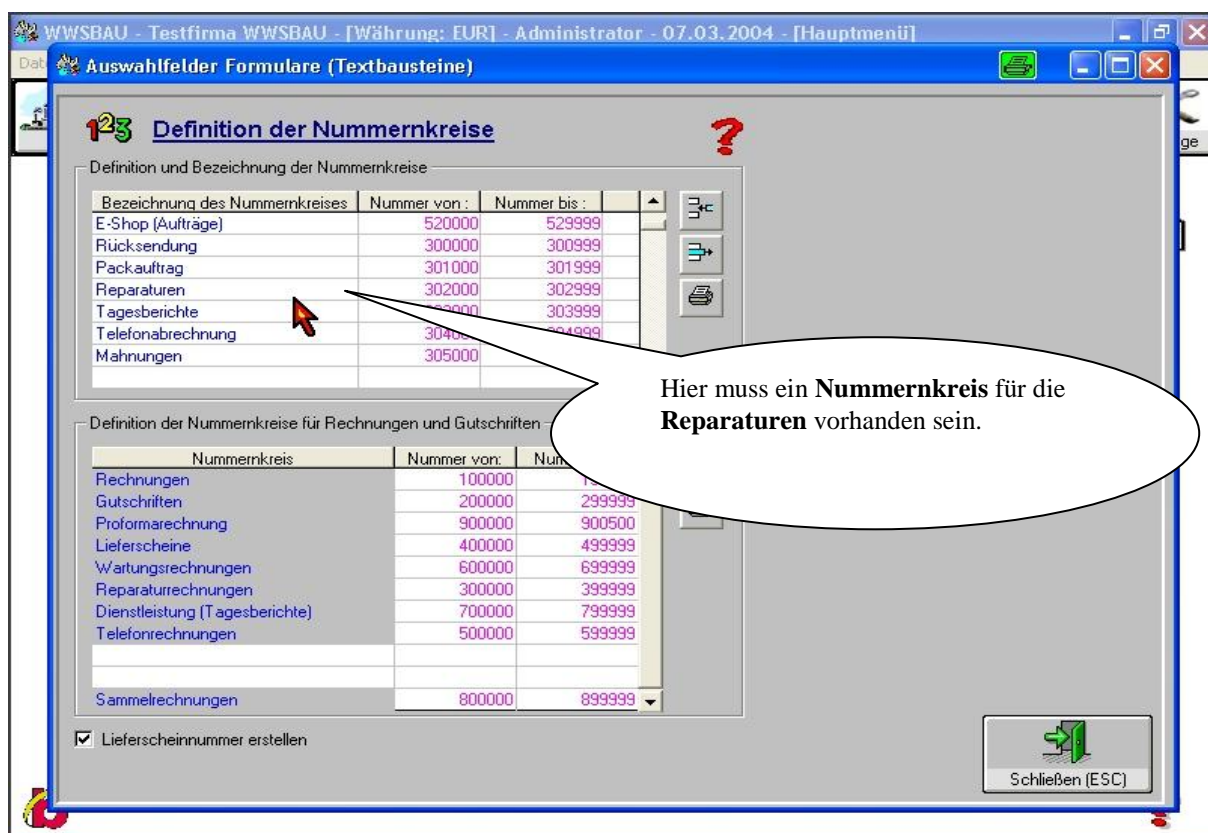 WWSBAU - Testfirma WWSBAU - [Währung: EUR] - Administrator - 07.03.2004 - [Hauptmenü]
Auswahlfelder Formulare (Textbausteine)
ge
123 Definition der Nummernkreise
Definition und Bezeichnung der Nummernkreise
Bezeichnung des Nummernkreises Nummer von : Nummer bis :
E-Shop (Aufträge) 520000 529999
Rücksendung 300000 300999
Packauftrag 301000 301999
Reparaturen 302000 302999
Tagesberichte 303999
Telefonabrechnung
Mahnungen 305000
Hier muss ein Nummernkreis für die
Reparaturen vorhanden sein.
Definition der Nummernkreise für Rechnungen und Gutschriften
Nummernkreis Nummer von:
Rechnungen 100000
Gutschriften 200000 299999
Proformarechnung 900000 900500
Lieferscheine 400000 499999
Wartungsrechnungen 600000 699999
Reparaturrechnungen 300000 399999
Dienstleistung (Tagesberichte) 700000 799999
Telefonrechnungen 500000 599999
Sammelrechnungen 800000 899999
Lieferscheinnummer erstellen
Schließen (ESC)